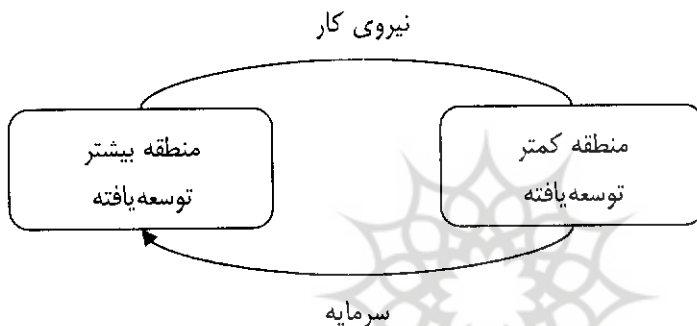 نیروی کار
منطقه کمتر
توسعه‌یافته
منطقه بیشتر
توسعه‌یافته
سرمایه